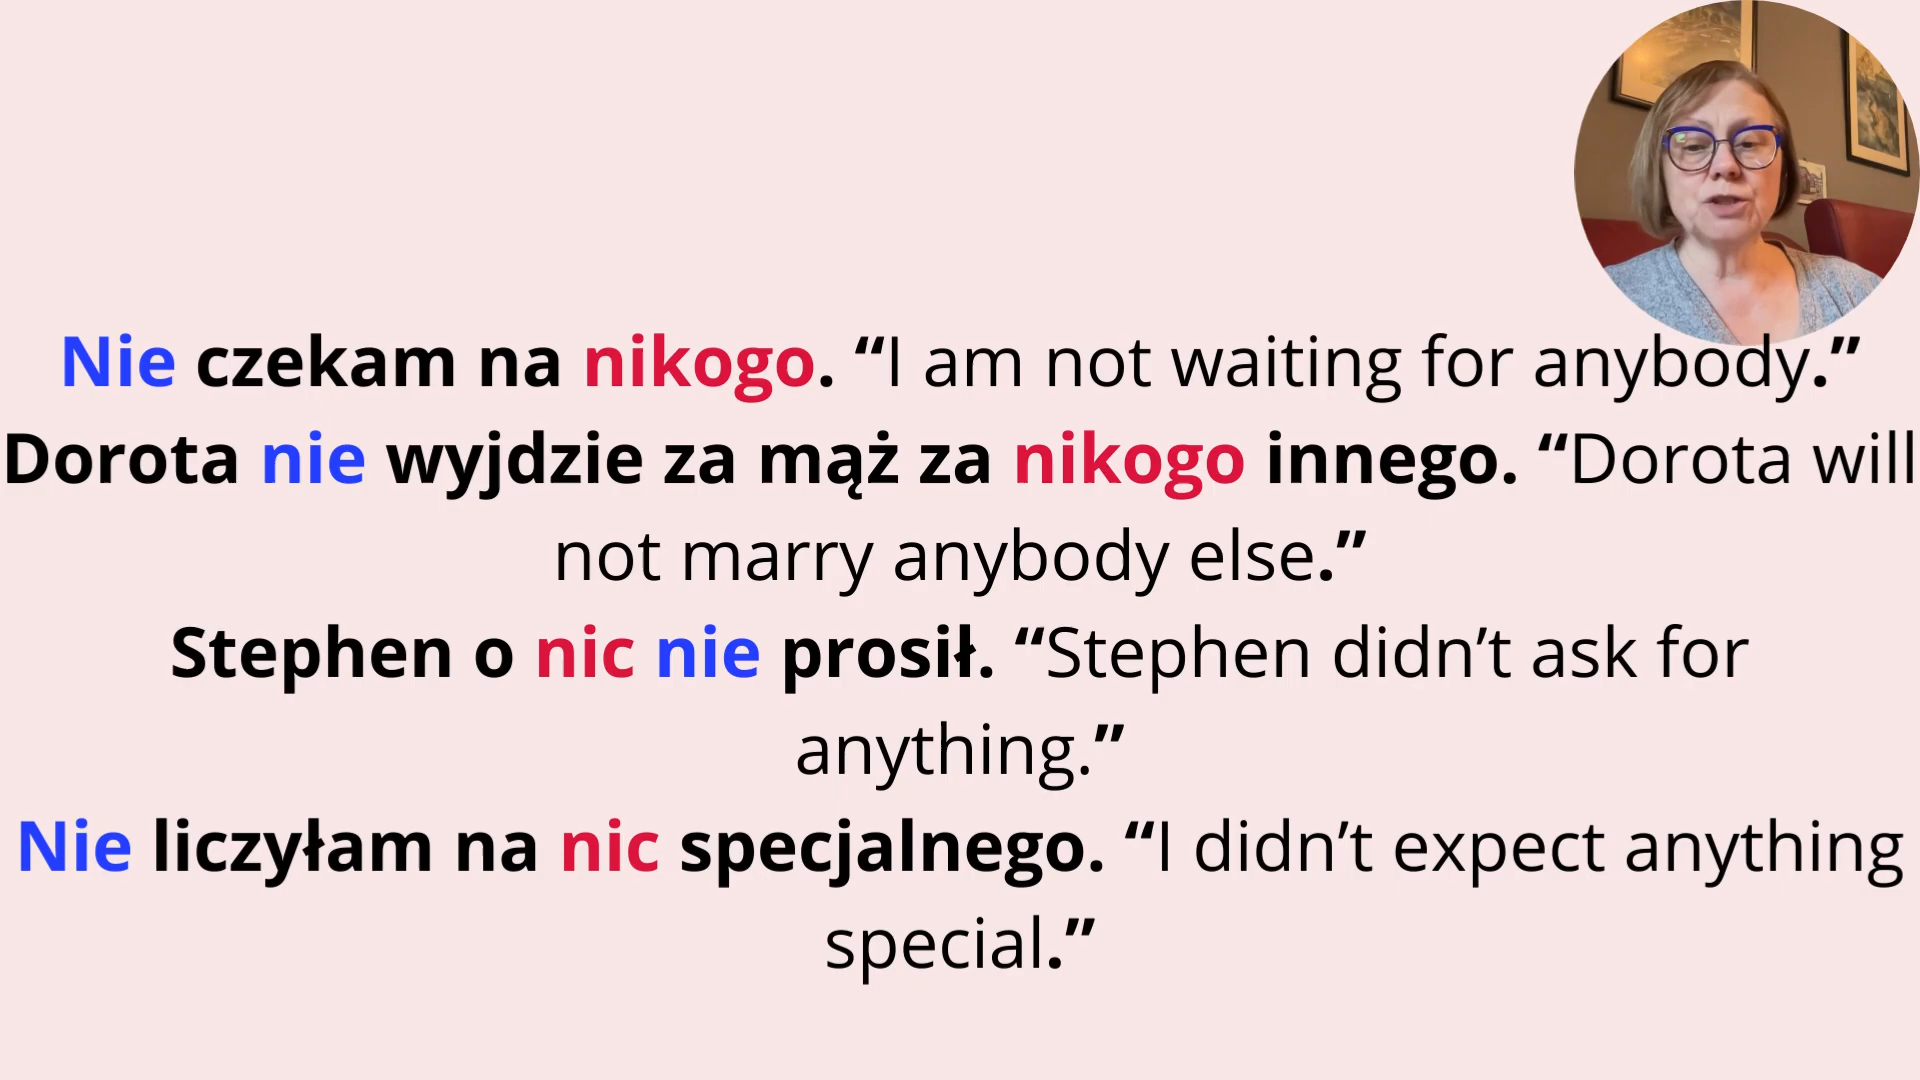 Nie czekam na nikogo. “I am not waiting for anybody.”
Dorota nie wyjdzie za mąż za nikogo innego. “Dorota will
not marry anybody else.”
Stephen o nic nie prosił. “Stephen didn’t ask for
anything.”
Nie liczyłam na nic specjalnego. “I didn’t expect anything
special.”